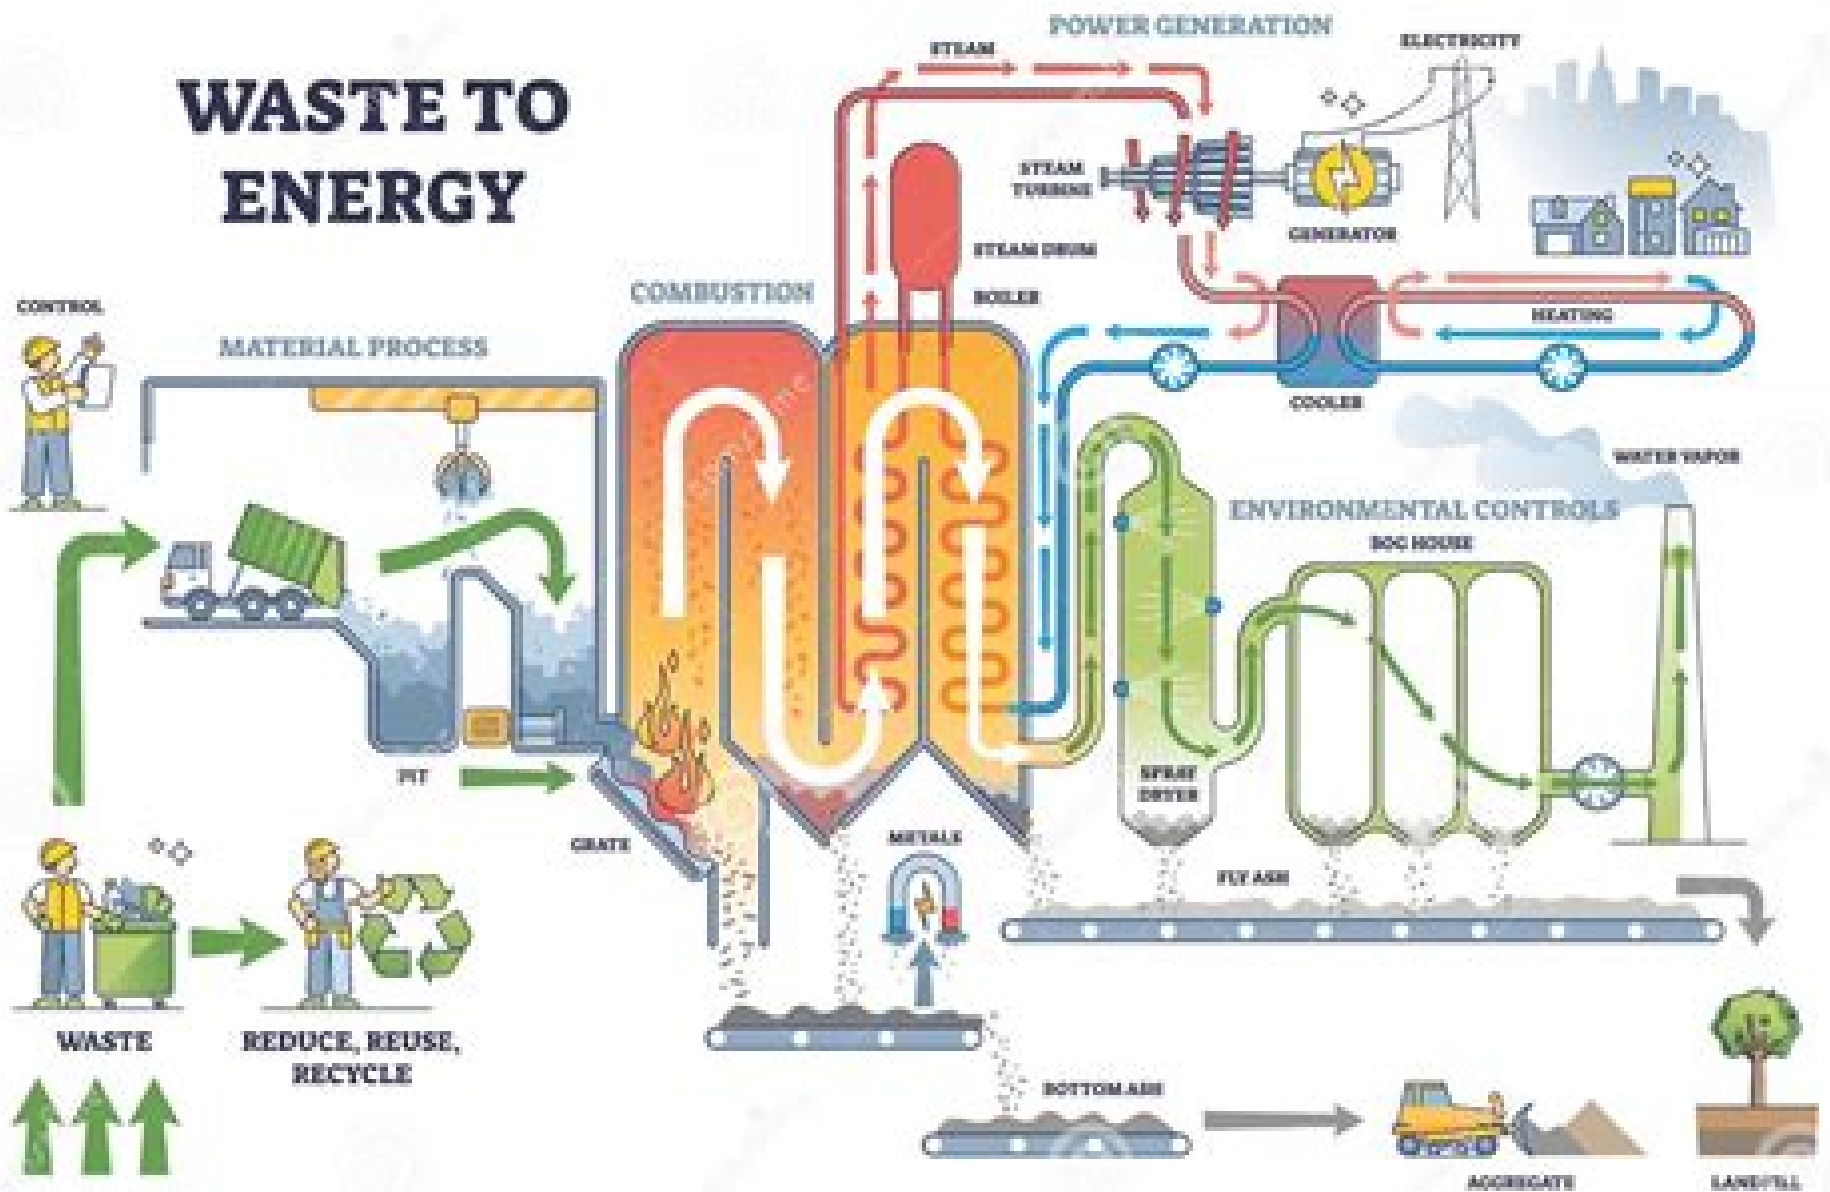 WASTE TO
ENERGY
POWER GENERATION
STEAM
ELECTRICITY
STEAM
TURBINE
GENERATOR
STEAM DRUM
BOILER
COMBUSTION
CONTROL
MATERIAL PROCESS
HEATING
COOLER
WATER VAPOR
ENVIRONMENTAL CONTROLS
BOG HOUSE
PIT
SPRAY
DRYER
GRATE
METALS
FLY ASH
WASTE
REDUCE, REUSE,
RECYCLE
BOTTOM ASH
AGGREGATE
LANDFILL